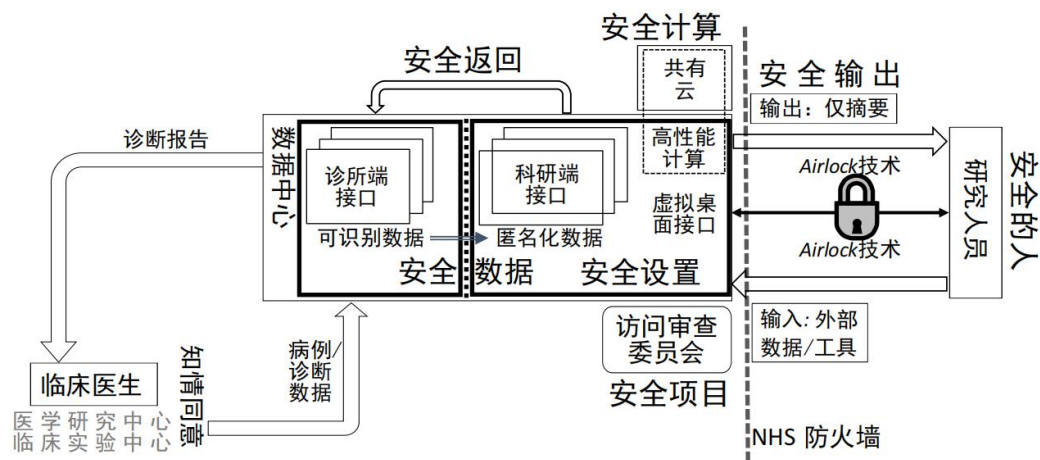 安全计算
安全返回
共有
云
安全输出
输出：仅摘要
诊断报告
数据中心
诊所端
接口
科研端
接口
高性能
计算
虚拟桌
面接口
可识别数据
匿名化数据
安全
数据
安全设置
Airlock技术
Airlock技术
研究人员
安全的人
访问审查
委员会
安全项目
输入: 外部
数据/工具
病例/
诊断
数据
临床医生
医学研究中心
临床实验中心
知情同意
NHS 防火墙